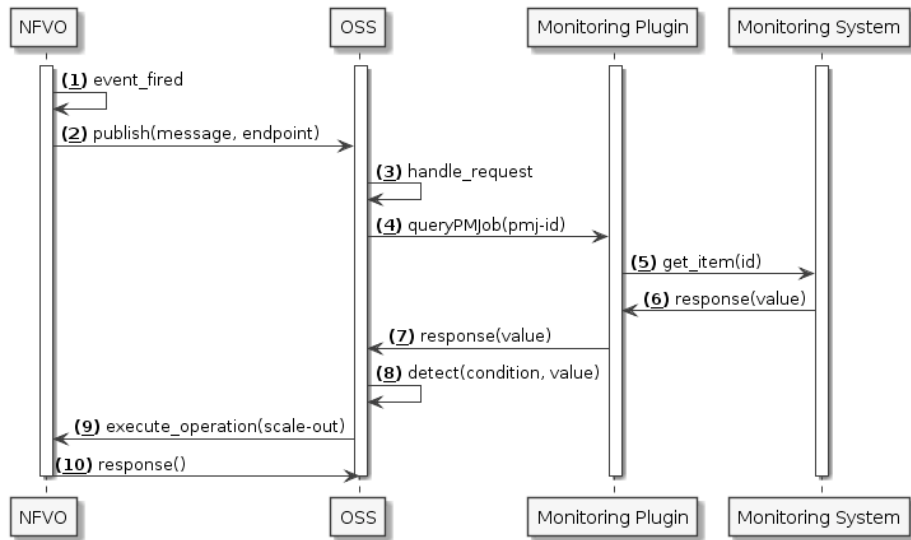 NFVO
OSS
Monitoring Plugin
Monitoring System
(1) event_fired
(2) publish(message, endpoint)
(3) handle_request
(4) queryPMJob(pmj-id)
(5) get_item(id)
(6) response(value)
(7) response(value)
(8) detect(condition, value)
(9) execute_operation(scale-out)
(10) response()
NFVO
OSS
Monitoring Plugin
Monitoring System